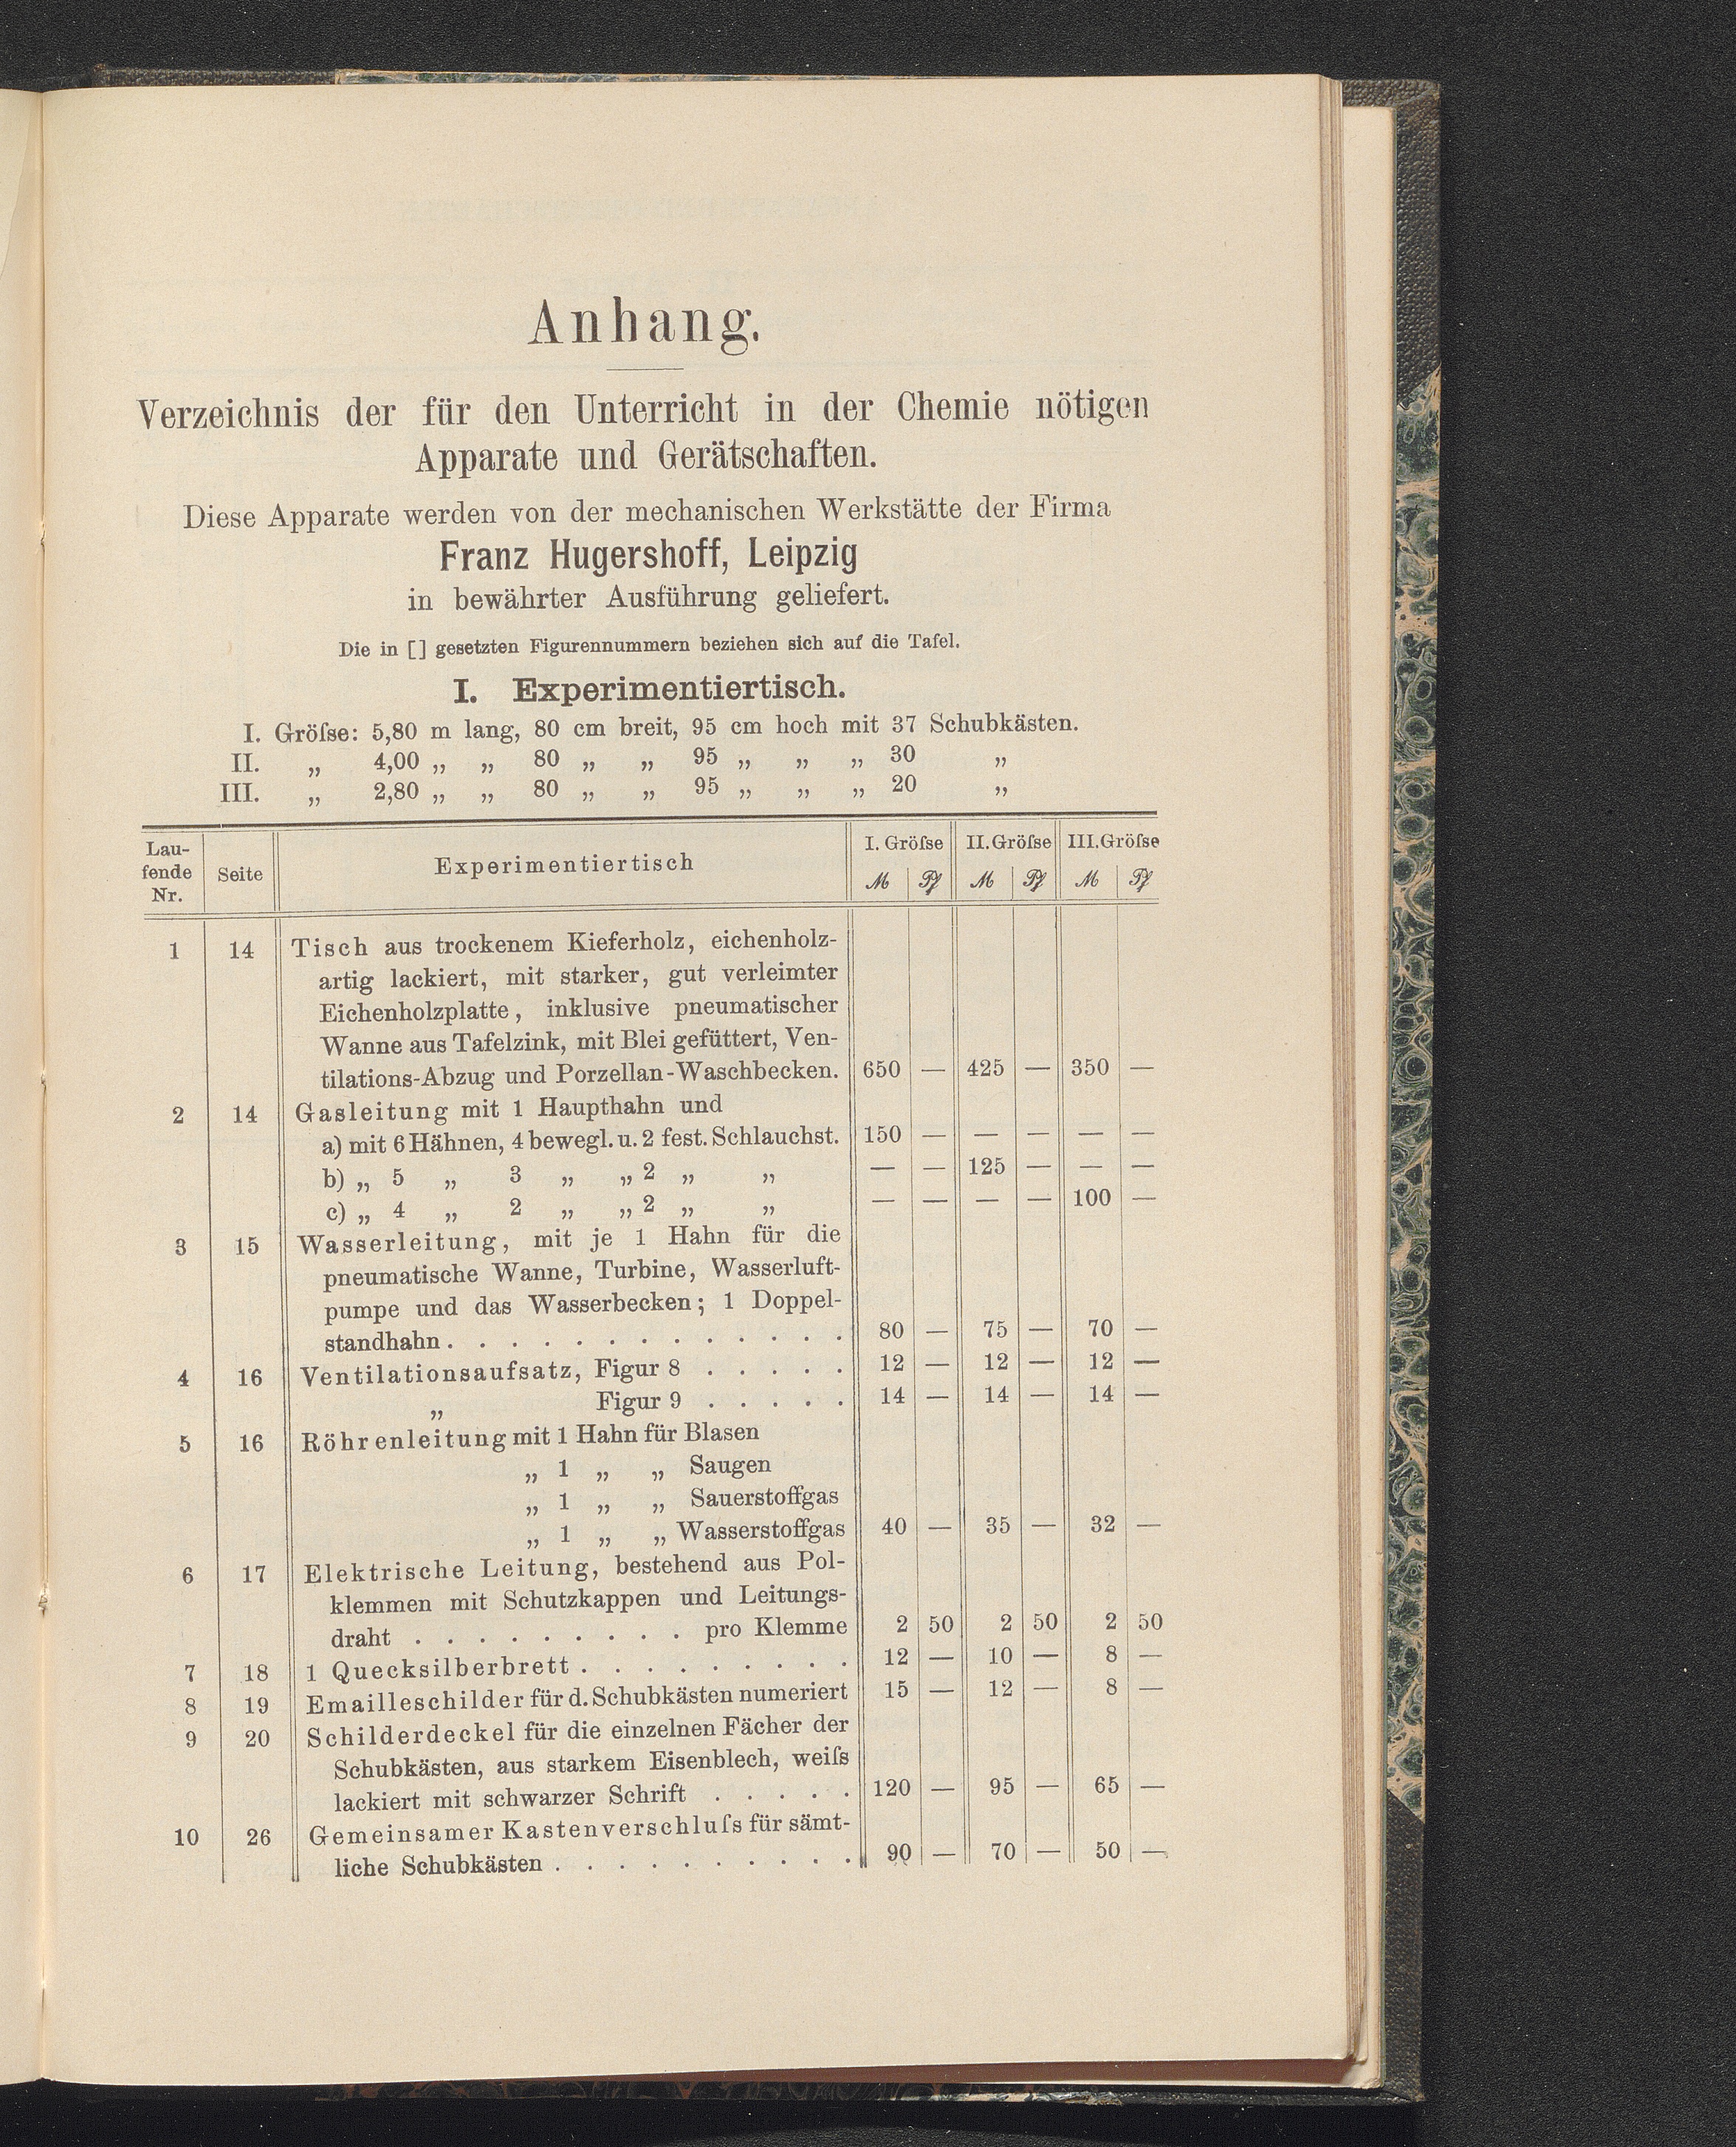 Anhang.
Verzeichnis der für den Unterricht in der Chemie nötigen
Apparate und Gerätschaften.
Diese Apparate werden von der mechanischen Werkstätte der Firma
Franz Hugershoff, Leipzig
in bewährter Ausführung geliefert.
Die in [] gesetzten Figurennummern beziehen sich auf die Tafel.
I. Experimentiertisch.
I. Gröſse: 5,80 m lang, 80 cm breit, 95 cm hoch mit 37 Schubkästen.
II. „ 4,00 „ „ 80 „ „ 95 „ „ „ 30 „
III. „ 2,80 „ „ 80 „ „ 95 „ „ „ 20 „
Lau-
fende
Nr.
Seite
Experimentiertisch
I. Gröſse II. Gröſse III. Gröſse
ℳ ₰ ℳ ₰ ℳ ₰
1 14 Tisch aus trockenem Kieferholz, eichenholz-
artig lackiert, mit starker, gut verleimter
Eichenholzplatte, inklusive pneumatischer
Wanne aus Tafelzink, mit Blei gefüttert, Ven-
tilations-Abzug und Porzellan-Waschbecken. 650 — 425 — 350 —
2 14 Gasleitung mit 1 Haupthahn und
a) mit 6 Hähnen, 4 bewegl. u. 2 fest. Schlauchst. 150 — — — — —
b) „ 5 „ 3 „ „ 2 „ „ — — 125 — — —
c) „ 4 „ 2 „ „ 2 „ „ — — — — 100 —
3 15 Wasserleitung, mit je 1 Hahn für die
pneumatische Wanne, Turbine, Wasserluft-
pumpe und das Wasserbecken; 1 Doppel-
standhahn . . . . . . . . . . . . . 80 — 75 — 70 —
4 16 Ventilationsaufsatz, Figur 8 . . . . . 12 — 12 — 12 —
„ Figur 9 . . . . . 14 — 14 — 14 —
5 16 Röhrenleitung mit 1 Hahn für Blasen
„ 1 „ „ Saugen
„ 1 „ „ Sauerstoffgas
„ 1 „ „ Wasserstoffgas 40 — 35 — 32 —
6 17 Elektrische Leitung, bestehend aus Pol-
klemmen mit Schutzkappen und Leitungs-
draht . . . . . . . . . pro Klemme 2 50 2 50 2 50
7 18 1 Quecksilberbrett . . . . . . . . . 12 — 10 — 8 —
8 19 Emailleschilder für d. Schubkästen numeriert 15 — 12 — 8 —
9 20 Schilderdeckel für die einzelnen Fächer der
Schubkästen, aus starkem Eisenblech, weiſs
lackiert mit schwarzer Schrift . . . . . 120 — 95 — 65 —
10 26 Gemeinsamer Kastenverschluſs für sämt-
liche Schubkästen . . . . . . . . . . 90 — 70 — 50 —